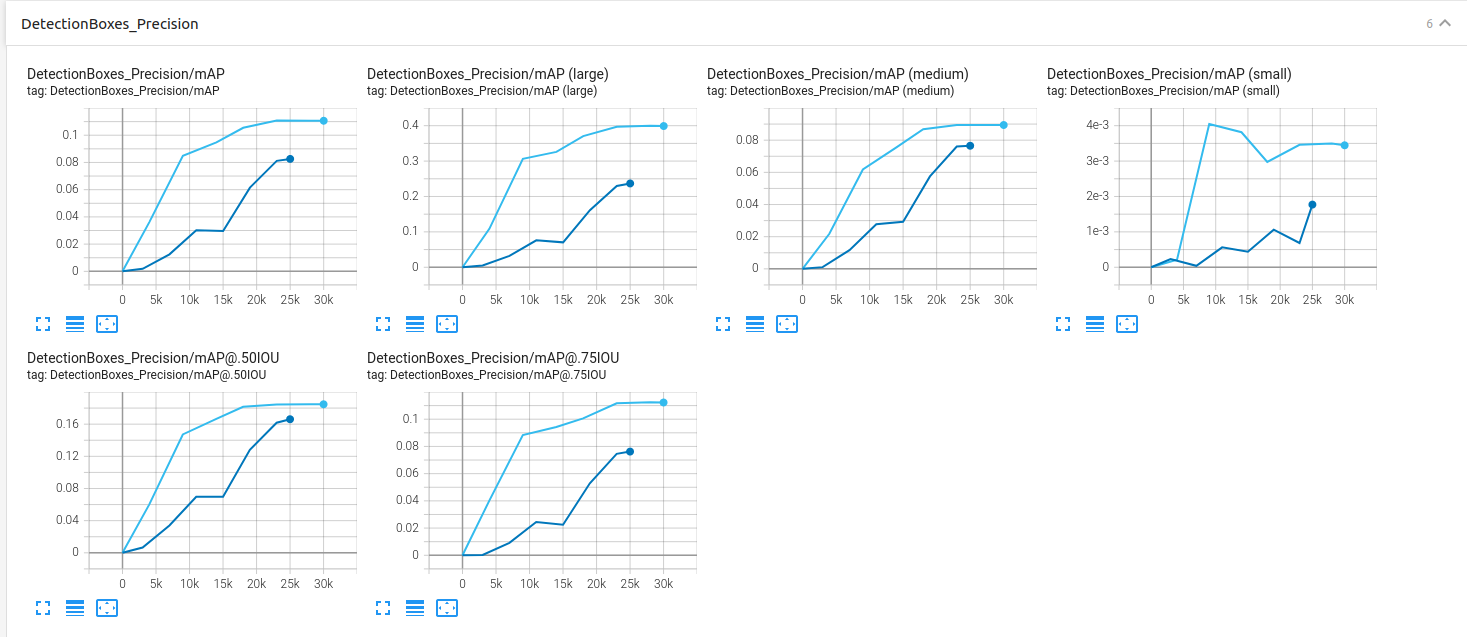 DetectionBoxes_Precision
6
DetectionBoxes_Precision/mAP
tag: DetectionBoxes_Precision/mAP
0.1
0.08
0.06
0.04
0.02
0
0 5k 10k 15k 20k 25k 30k
DetectionBoxes_Precision/mAP (large)
tag: DetectionBoxes_Precision/mAP (large)
0.4
0.3
0.2
0.1
0
0 5k 10k 15k 20k 25k 30k
DetectionBoxes_Precision/mAP (medium)
tag: DetectionBoxes_Precision/mAP (medium)
0.08
0.06
0.04
0.02
0
0 5k 10k 15k 20k 25k 30k
DetectionBoxes_Precision/mAP (small)
tag: DetectionBoxes_Precision/mAP (small)
4e-3
3e-3
2e-3
1e-3
0
0 5k 10k 15k 20k 25k 30k
DetectionBoxes_Precision/mAP@.50IOU
tag: DetectionBoxes_Precision/mAP@.50IOU
0.16
0.12
0.08
0.04
0
0 5k 10k 15k 20k 25k 30k
DetectionBoxes_Precision/mAP@.75IOU
tag: DetectionBoxes_Precision/mAP@.75IOU
0.1
0.08
0.06
0.04
0.02
0
0 5k 10k 15k 20k 25k 30k